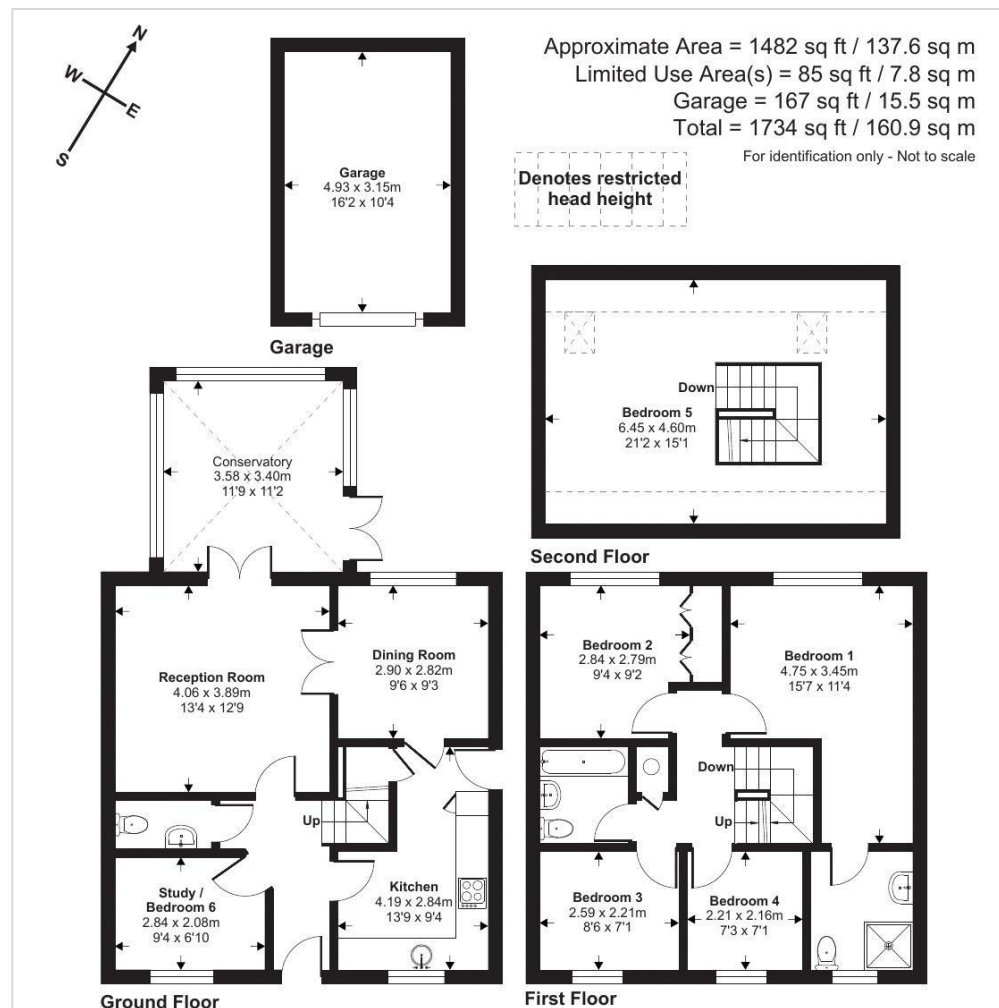 N
W
E
S
Approximate Area = 1482 sq ft / 137.6 sq m
Limited Use Area(s) = 85 sq ft / 7.8 sq m
Garage = 167 sq ft / 15.5 sq m
Total = 1734 sq ft / 160.9 sq m
For identification only - Not to scale
Denotes restricted
head height
Garage
4.93 x 3.15m
16'2 x 10'4
Garage
Down
Bedroom 5
6.45 x 4.60m
21'2 x 15'1
Second Floor
Conservatory
3.58 x 3.40m
11'9 x 11'2
Reception Room
4.06 x 3.89m
13'4 x 12'9
Dining Room
2.90 x 2.82m
9'6 x 9'3
Up
Study /
Bedroom 6
2.84 x 2.08m
9'4 x 6'10
Kitchen
4.19 x 2.84m
13'9 x 9'4
Ground Floor
Bedroom 2
2.84 x 2.79m
9'4 x 9'2
Bedroom 1
4.75 x 3.45m
15'7 x 11'4
Down
Up
Bedroom 3
2.59 x 2.21m
8'6 x 7'1
Bedroom 4
2.21 x 2.16m
7'3 x 7'1
First Floor